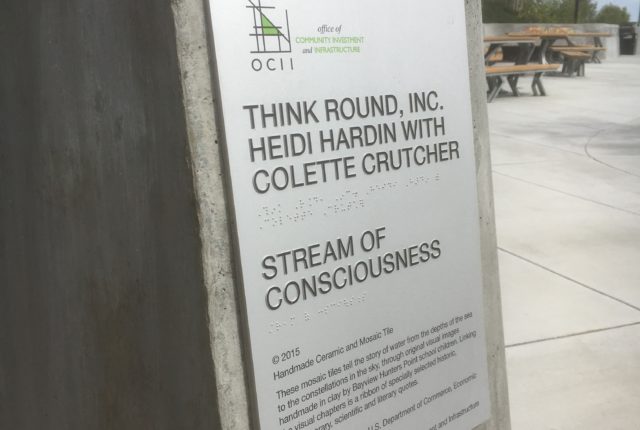 office of
COMMUNITY INVESTMENT
and INFRASTRUCTURE
OCII
THINK ROUND, INC.
HEIDI HARDIN WITH
COLETTE CRUTCHER
STREAM OF
CONSCIOUSNESS
© 2015
Handmade Ceramic and Mosaic Tile
These mosaic tiles tell the story of water from the depths of the sea
to the constellations in the sky, through original visual images
handmade in clay by Bayview Hunters Point school children. Linking
visual chapters is a ribbon of specially selected historic,
scientific and literary quotes.
U.S. Department of Commerce, Economic
and Infrastructure